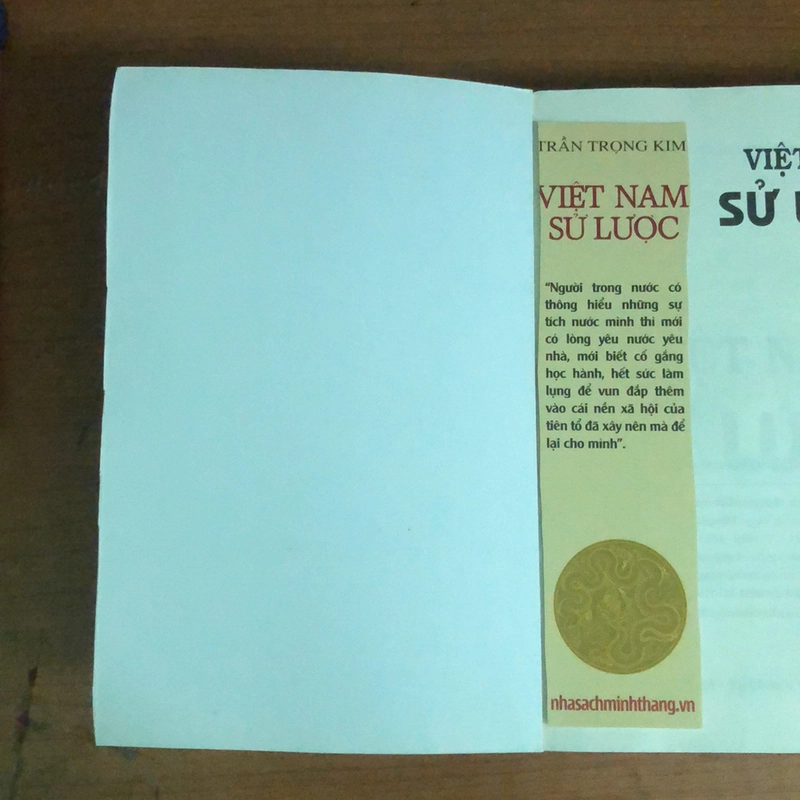 TRẦN TRỌNG KIM
VIỆT NAM
SỬ LƯỢC
“Người trong nước có
thông hiểu những sự
tích nước mình thì mới
có lòng yêu nước yêu
nhà, mới biết cố gắng
học hành, hết sức làm
lụng để vun đắp thêm
vào cái nền xã hội của
tiên tổ đã xây nên mà để
lại cho mình”.
nhasachminhthang.vn
VIỆT
SỬ